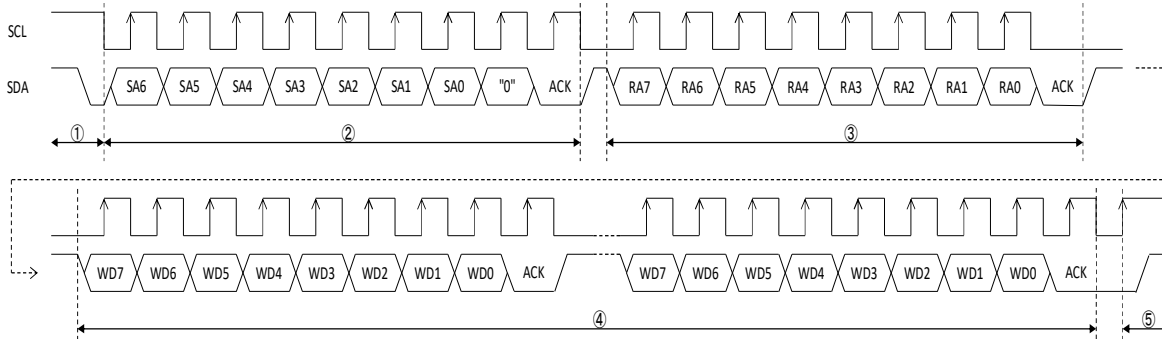 SCL
SDA SA6 SA5 SA4 SA3 SA2 SA1 SA0 "0" ACK RA7 RA6 RA5 RA4 RA3 RA2 RA1 RA0 ACK
① ② ③
WD7 WD6 WD5 WD4 WD3 WD2 WD1 WD0 ACK WD7 WD6 WD5 WD4 WD3 WD2 WD1 WD0 ACK
④ ⑤